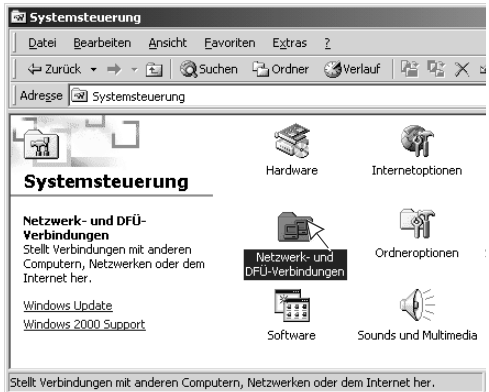 Systemsteuerung
Datei Bearbeiten Ansicht Favoriten Extras ?
Zurück Suchen Ordner Verlauf
Adresse Systemsteuerung
Systemsteuerung
Netzwerk- und DFÜ-
Verbindungen
Stellt Verbindungen mit anderen
Computern, Netzwerken oder dem
Internet her.
Windows Update
Windows 2000 Support
Hardware
Internetoptionen
Netzwerk- und
DFÜ-Verbindungen
Ordneroptionen
Software
Sounds und Multimedia
Stellt Verbindungen mit anderen Computern, Netzwerken oder dem Internet her.